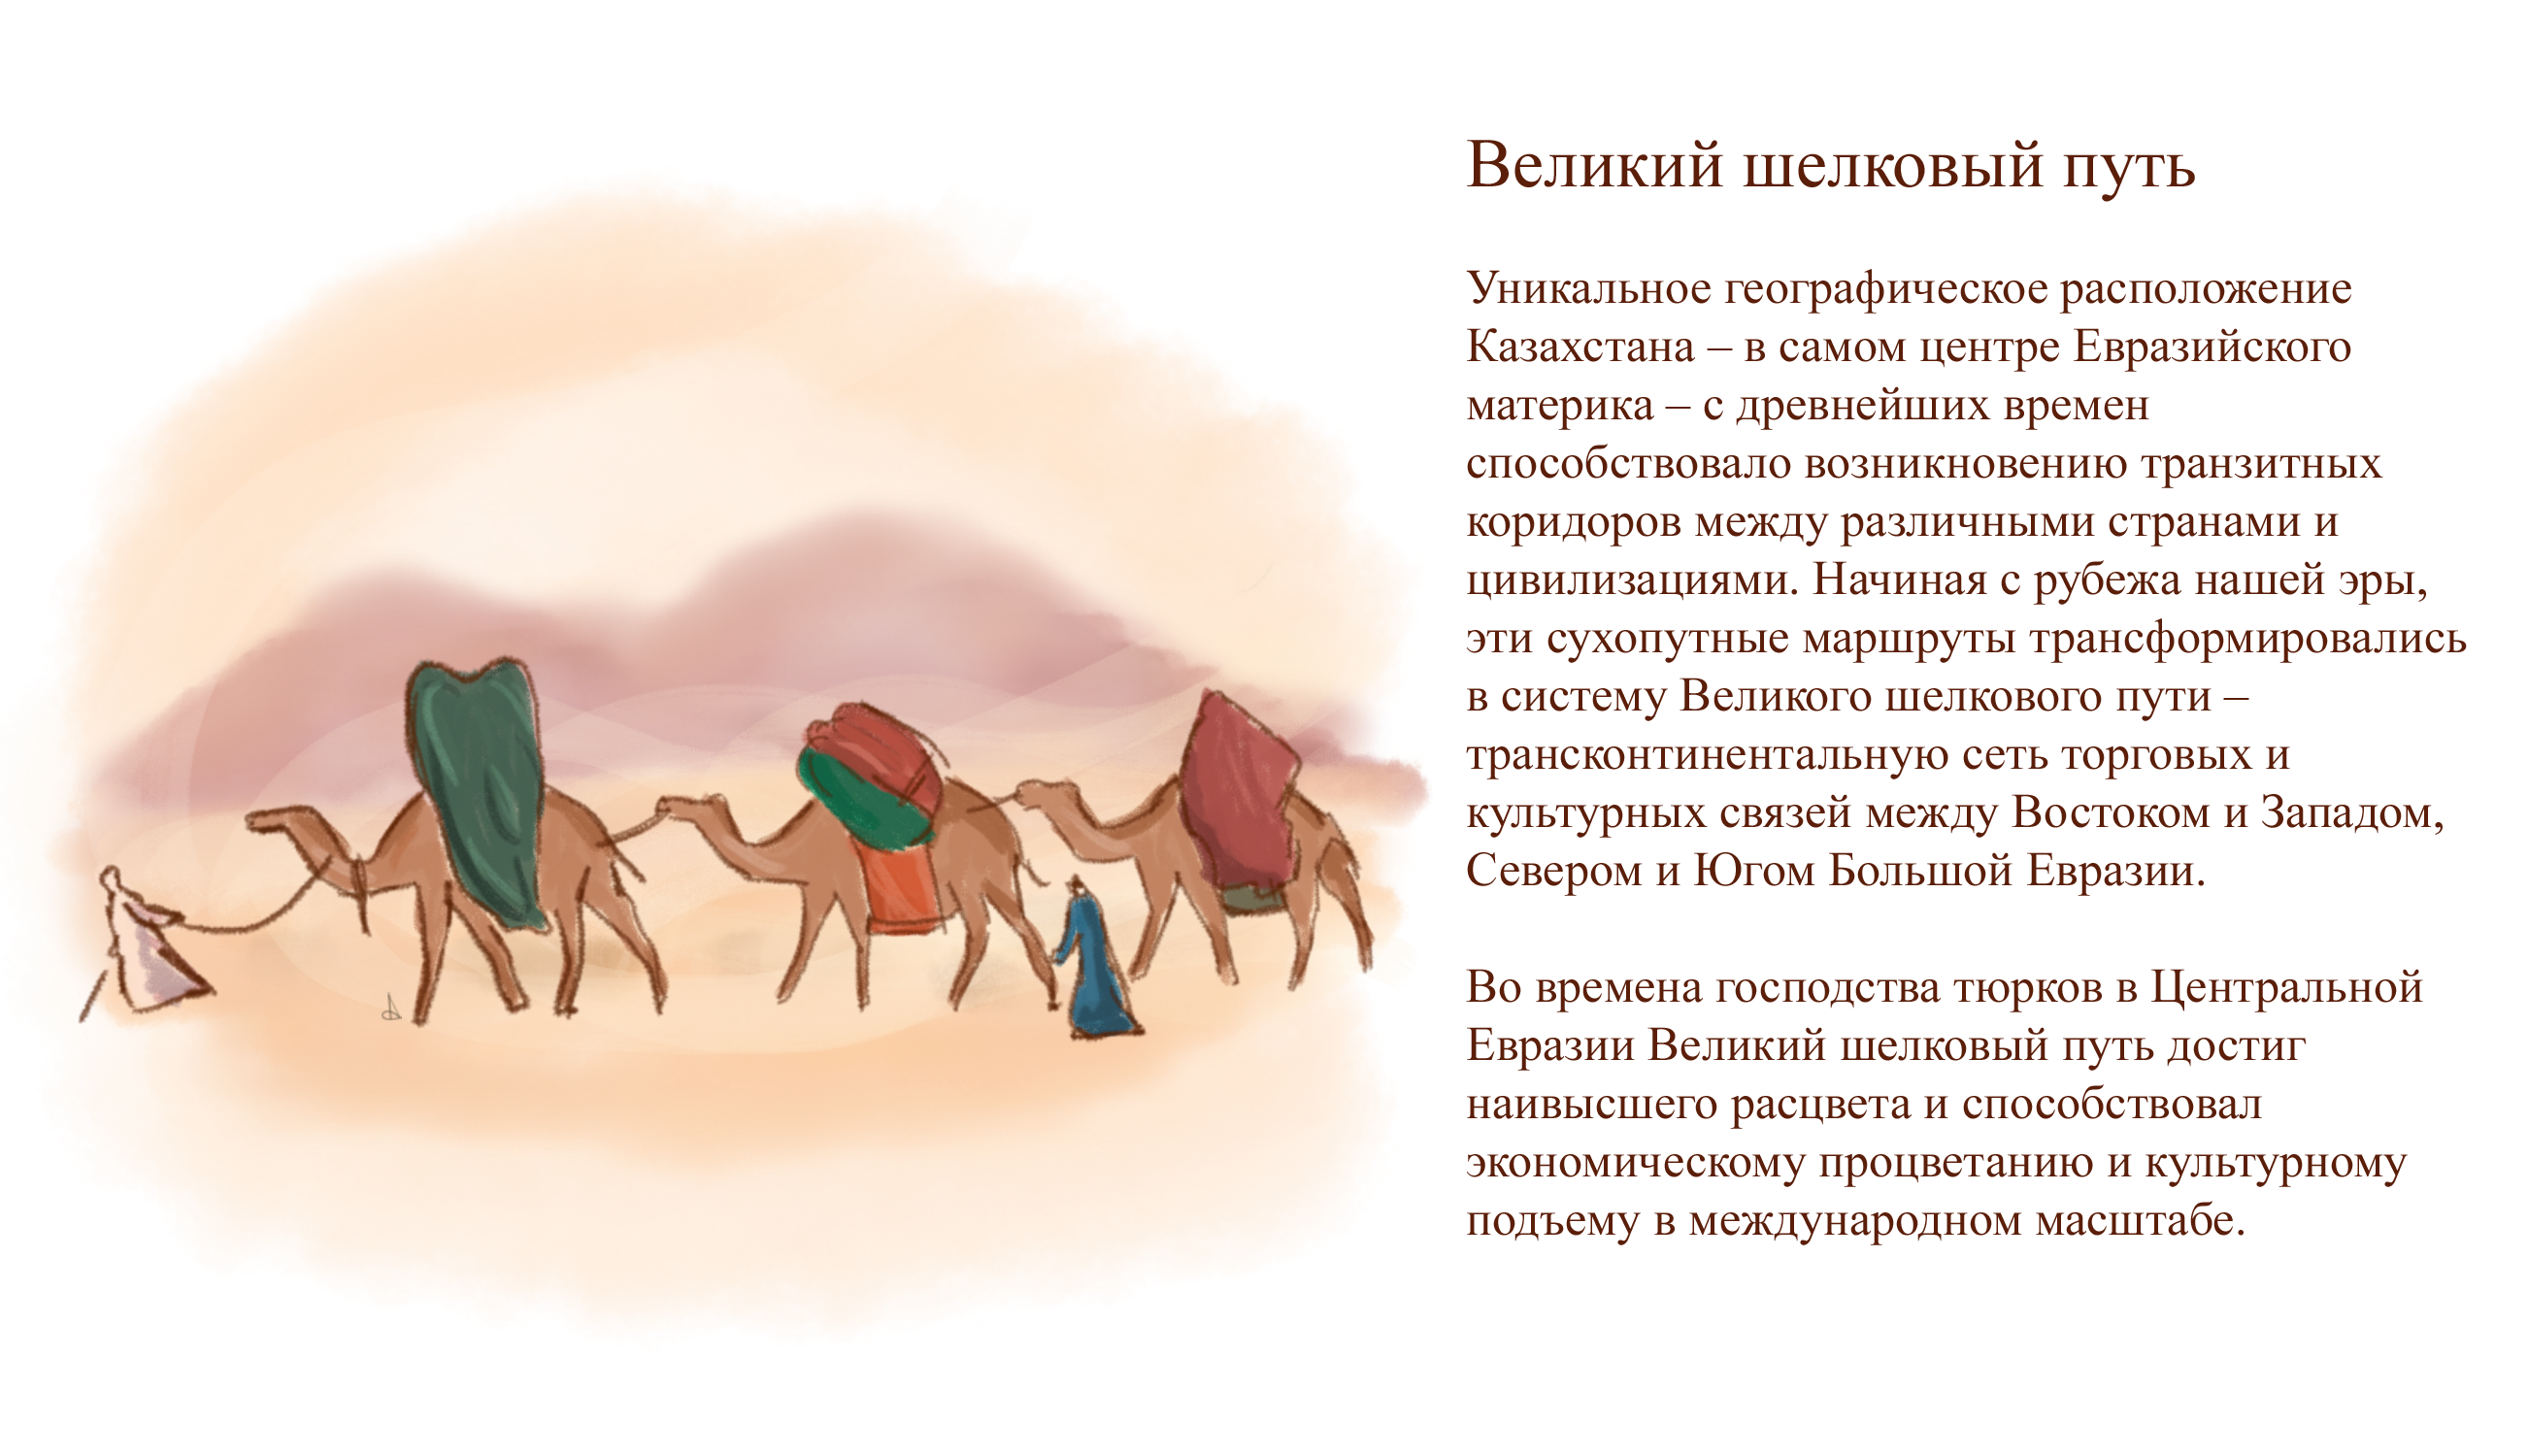 Великий шелковый путь
Уникальное географическое расположение
Казахстана – в самом центре Евразийского
материка – с древнейших времен
способствовало возникновению транзитных
коридоров между различными странами и
цивилизациями. Начиная с рубежа нашей эры,
эти сухопутные маршруты трансформировались
в систему Великого шелкового пути –
трансконтинентальную сеть торговых и
культурных связей между Востоком и Западом,
Севером и Югом Большой Евразии.
Во времена господства тюрков в Центральной
Евразии Великий шелковый путь достиг
наивысшего расцвета и способствовал
экономическому процветанию и культурному
подъему в международном масштабе.